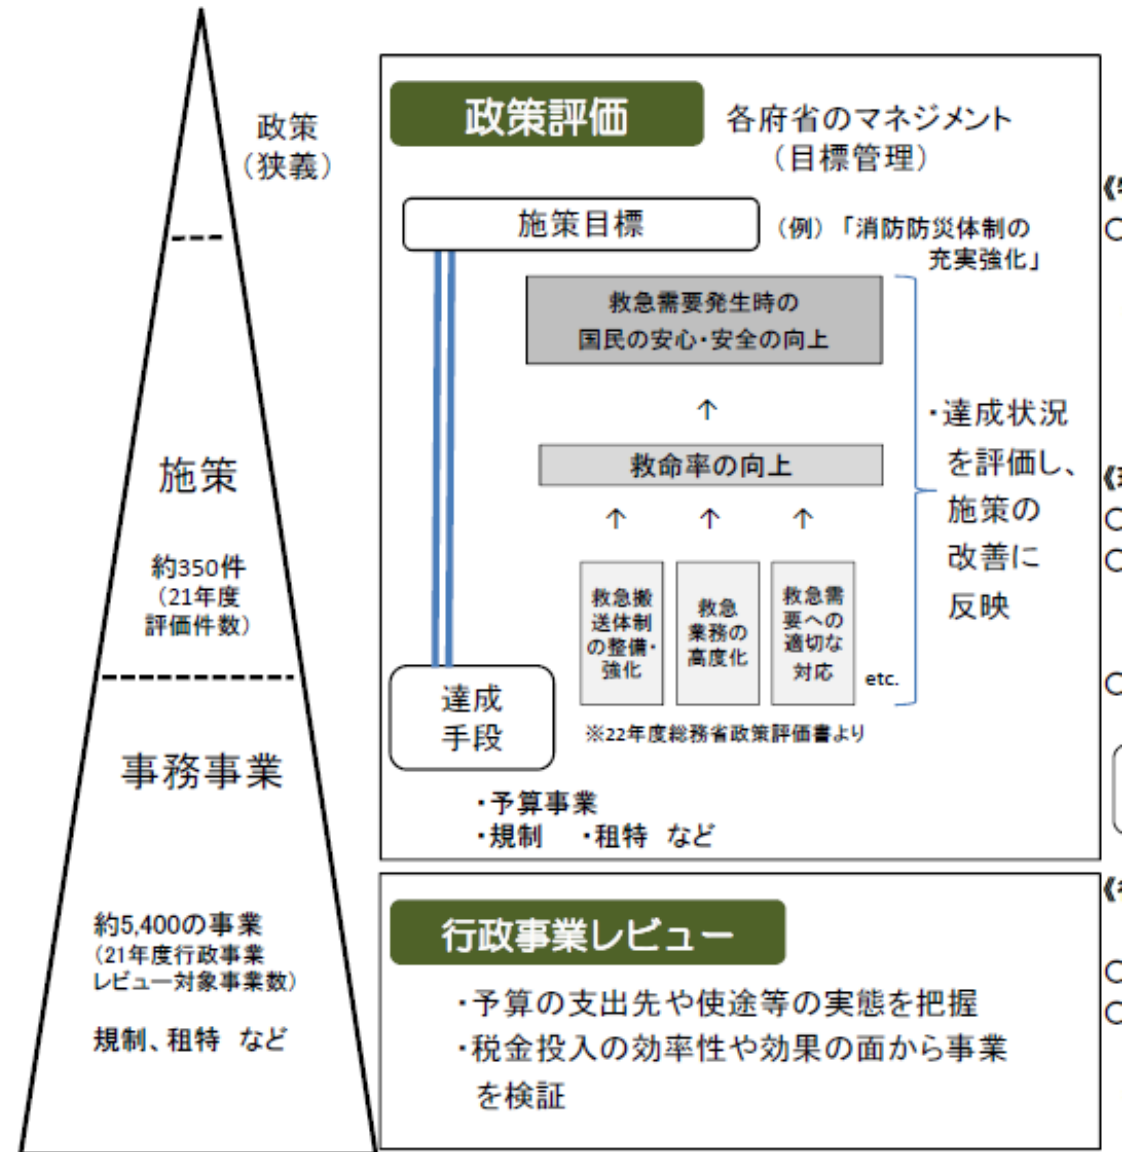 政策
（狭義）
施策
約350件
（21年度
評価件数）
事務事業
約5,400の事業
（21年度行政事業
レビュー対象事業数）
規制、租特 など
政策評価
各府省のマネジメント
（目標管理）
施策目標
（例）「消防防災体制の
充実強化」
救急需要発生時の
国民の安心・安全の向上
↑
救命率の向上
↑ ↑ ↑
救急搬
送体制
の整備・
強化
救急
業務の
高度化
救急需
要への
適切な
対応
etc.
※22年度総務省政策評価書より
・達成状況
を評価し、
施策の
改善に
反映
達成
手段
・予算事業
・規制 ・租特 など
行政事業レビュー
・予算の支出先や使途等の実態を把握
・税金投入の効率性や効果の面から事業
を検証
《
○
《
○
○
○
《
○
○